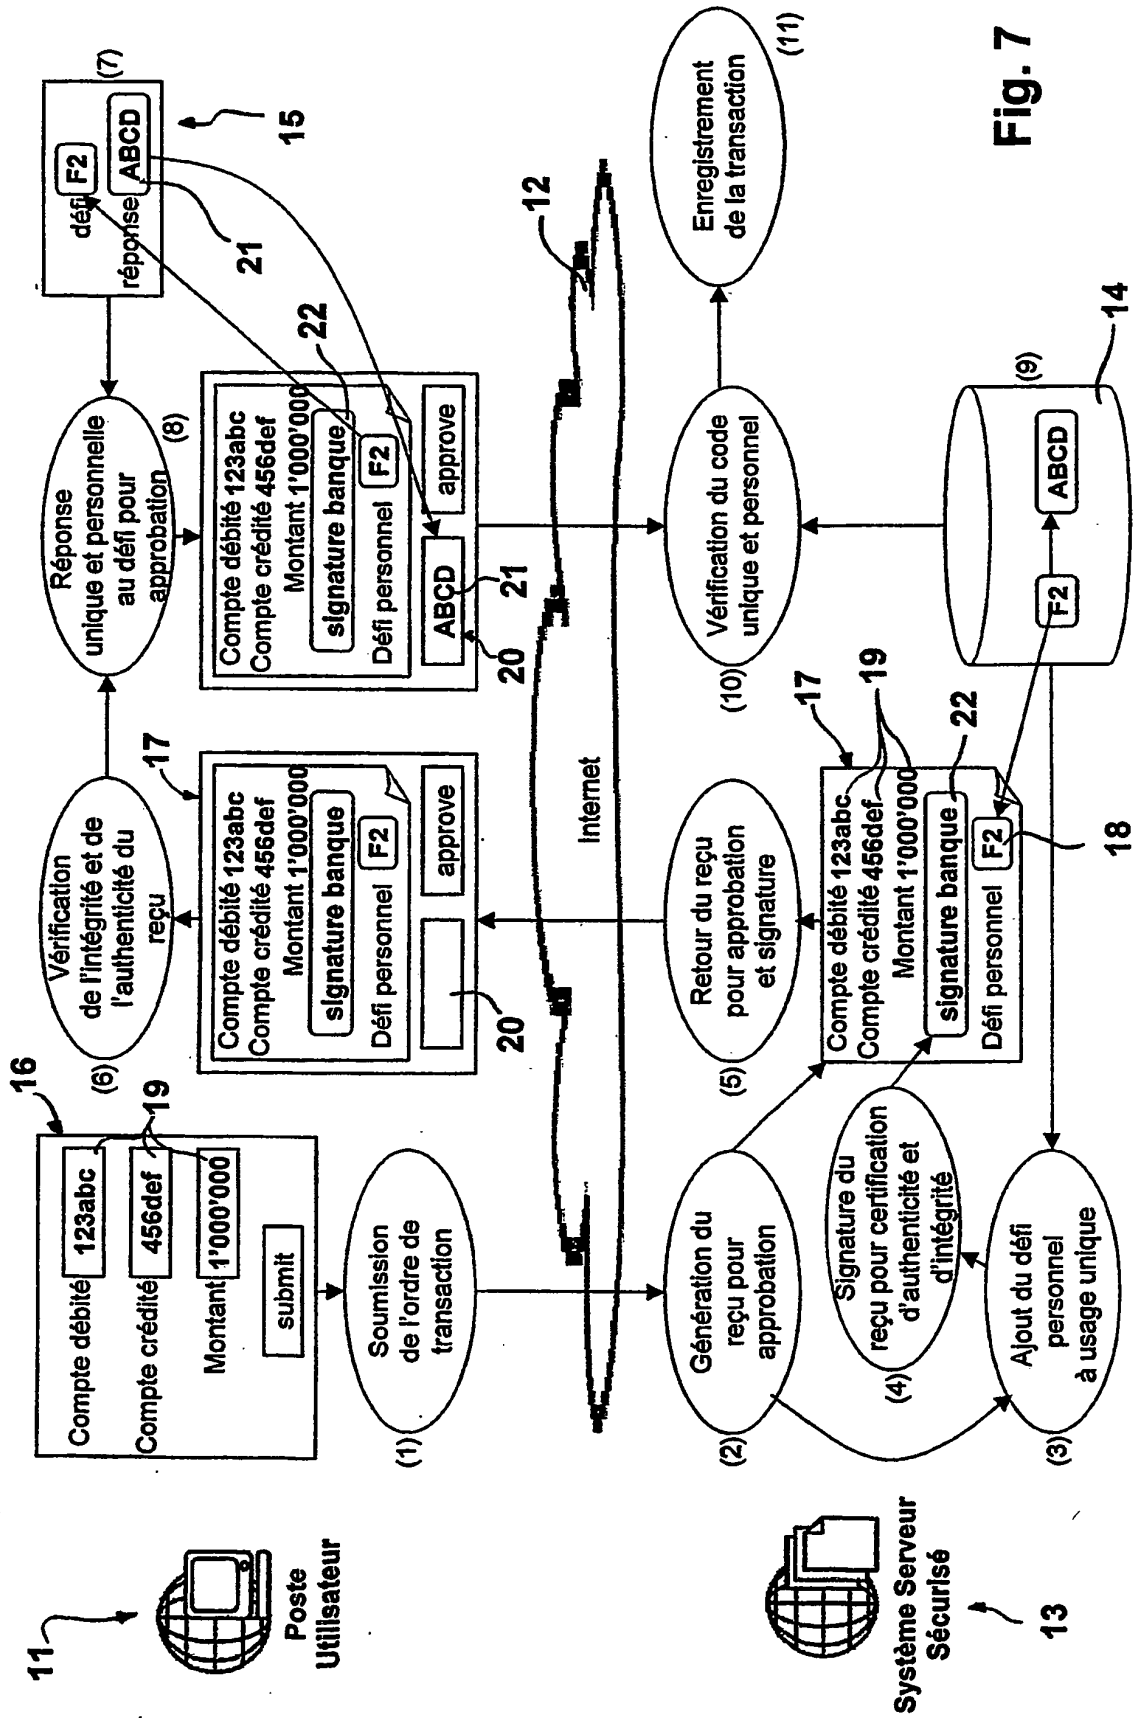 11
Poste
Utilisateur
16
Compte débité 123abc
19
Compte crédité 456def
Montant 1'000'000
submit
(1)
Soumission
de l'ordre de
transaction
(6)
Vérification
de l'intégrité et de
l'authenticité du
reçu
17
Compte débité 123abc
Compte crédité 456def
Montant 1'000'000
signature banque
Défi personnel F2
approve
20
Réponse
unique et personnelle
au défi pour
approbation
(8)
Compte débité 123abc
Compte crédité 456def
Montant 1'000'000
22
signature banque
Défi personnel F2
ABCD
approve
20
21
(7)
défi F2
réponse ABCD
21
15
Internet
12
Système Serveur
Sécurisé
13
(2)
Génération du
reçu pour
approbation
(4)
Signature du
reçu pour certification
d'authenticité et
d'intégrité
(3)
Ajout du défi
personnel
à usage unique
(5)
Retour du reçu
pour approbation
et signature
17
Compte débité 123abc
19
Compte crédité 456def
Montant 1'000'000
22
signature banque
Défi personnel F2
18
(10)
Vérification du code
unique et personnel
(9)
F2
ABCD
14
(11)
Enregistrement
de la transaction
Fig. 7